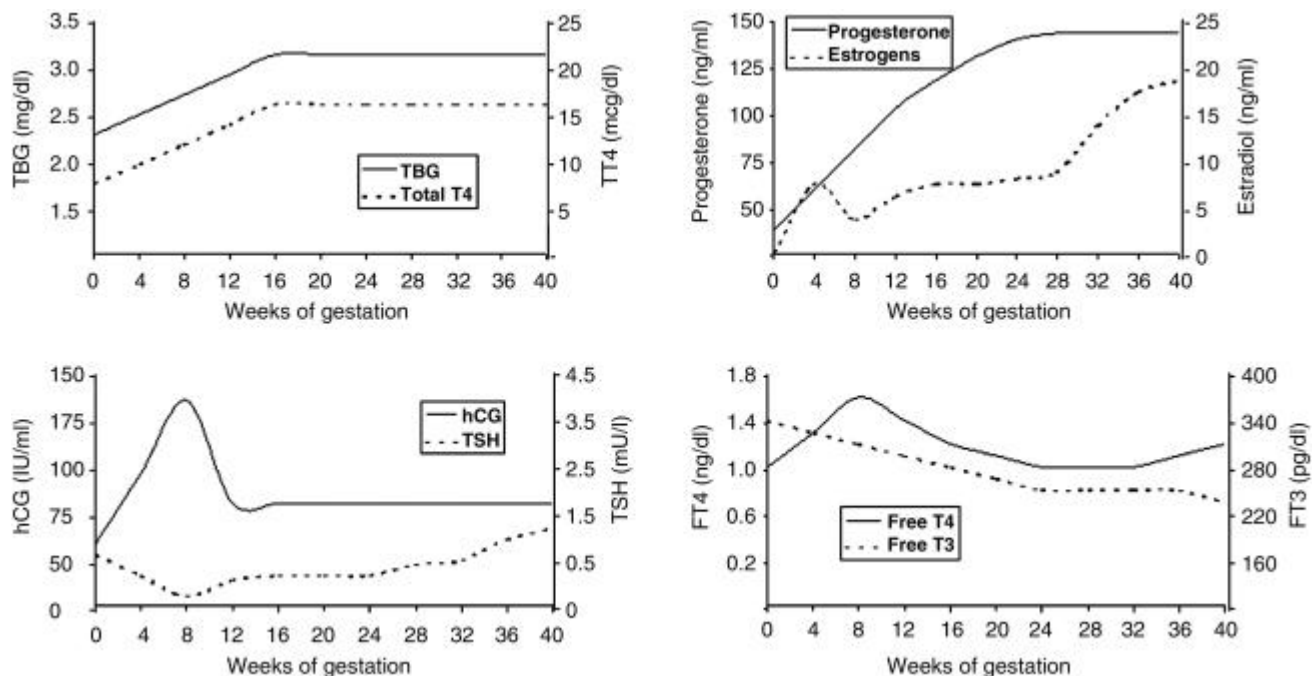 TBG (mg/dl)
3.5
3.0
2.5
2.0
1.5
25
20
15
10
5
0
TT4 (mcg/dl)
TBG
Total T4
0 4 8 12 16 20 24 28 32 36 40
Weeks of gestation
Progesterone (ng/ml)
150
125
100
75
50
25
20
15
10
5
0
Estradiol (ng/ml)
Progesterone
Estrogens
0 4 8 12 16 20 24 28 32 36 40
Weeks of gestation
hCG (IU/ml)
150
125
100
75
50
0
4.5
3.5
2.5
1.5
0.5
0
TSH (mU/l)
hCG
TSH
0 4 8 12 16 20 24 28 32 36 40
Weeks of gestation
FT4 (ng/dl)
1.8
1.4
1.0
0.6
0.2
400
340
280
220
160
FT3 (pg/dl)
Free T4
Free T3
0 4 8 12 16 20 24 28 32 36 40
Weeks of gestation